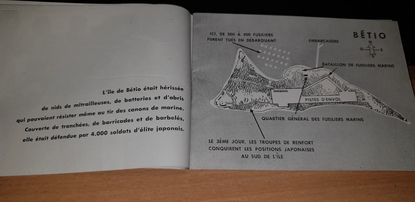 L'île de Bétio était hérissée
de nids de mitrailleuses, de batteries et d'abris
qui pouvaient résister même au tir des canons de marine.
Couverte de tranchées, de barricades et de barbelés,
elle était défendue par 4.000 soldats d'élite japonais.
BÉTIO
ICI, DE 300 A 400 FUSILIERS
FURENT TUÉS EN DÉBARQUANT
EMBARCADÈRE
BATAILLON DE FUSILIERS MARINS
PISTES D'ENVOL
QUARTIER GÉNÉRAL DES FUSILIERS MARINS
LE 3ÈME JOUR, LES TROUPES DE RENFORT
CONQUIRENT LES POSITIONS JAPONAISES
AU SUD DE L'ÎLE